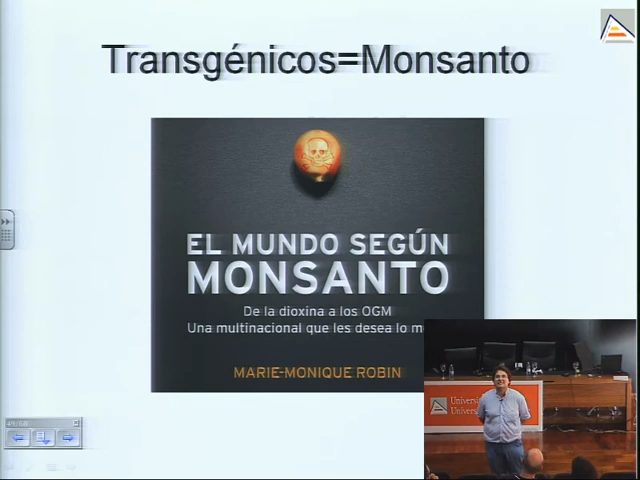 Transgénicos=Monsanto
EL MUNDO SEGÚN
MONSANTO
De la dioxina a los OGM
Una multinacional que les desea lo
MARIE-MONIQUE ROBIN